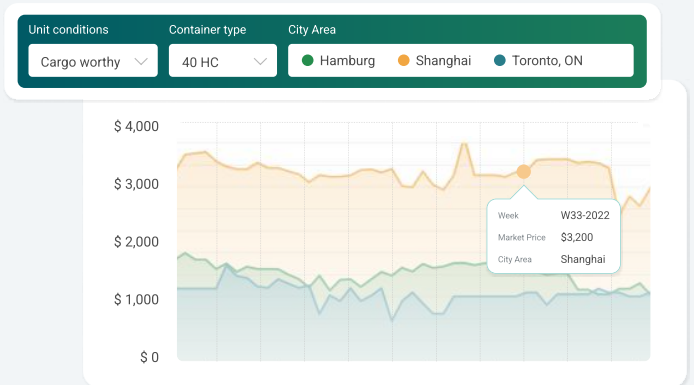 Unit conditions Container type City Area
Cargo worthy 40 HC Hamburg Shanghai Toronto, ON
$ 4,000
$ 3,000
$ 2,000
$ 1,000
$ 0
Week W33-2022
Market Price $3,200
City Area Shanghai